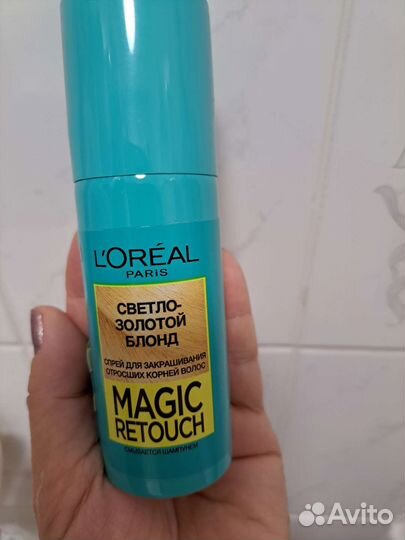 L'ORÉAL
PARIS
СВЕТЛО-
ЗОЛОТОЙ
БЛОНД
СПРЕЙ ДЛЯ ЗАКРАШИВАНИЯ
ОТРОСШИХ КОРНЕЙ ВОЛОС
MAGIC
RETOUCH
СМЫВАЕТСЯ ШАМПУНЕМ
Avito